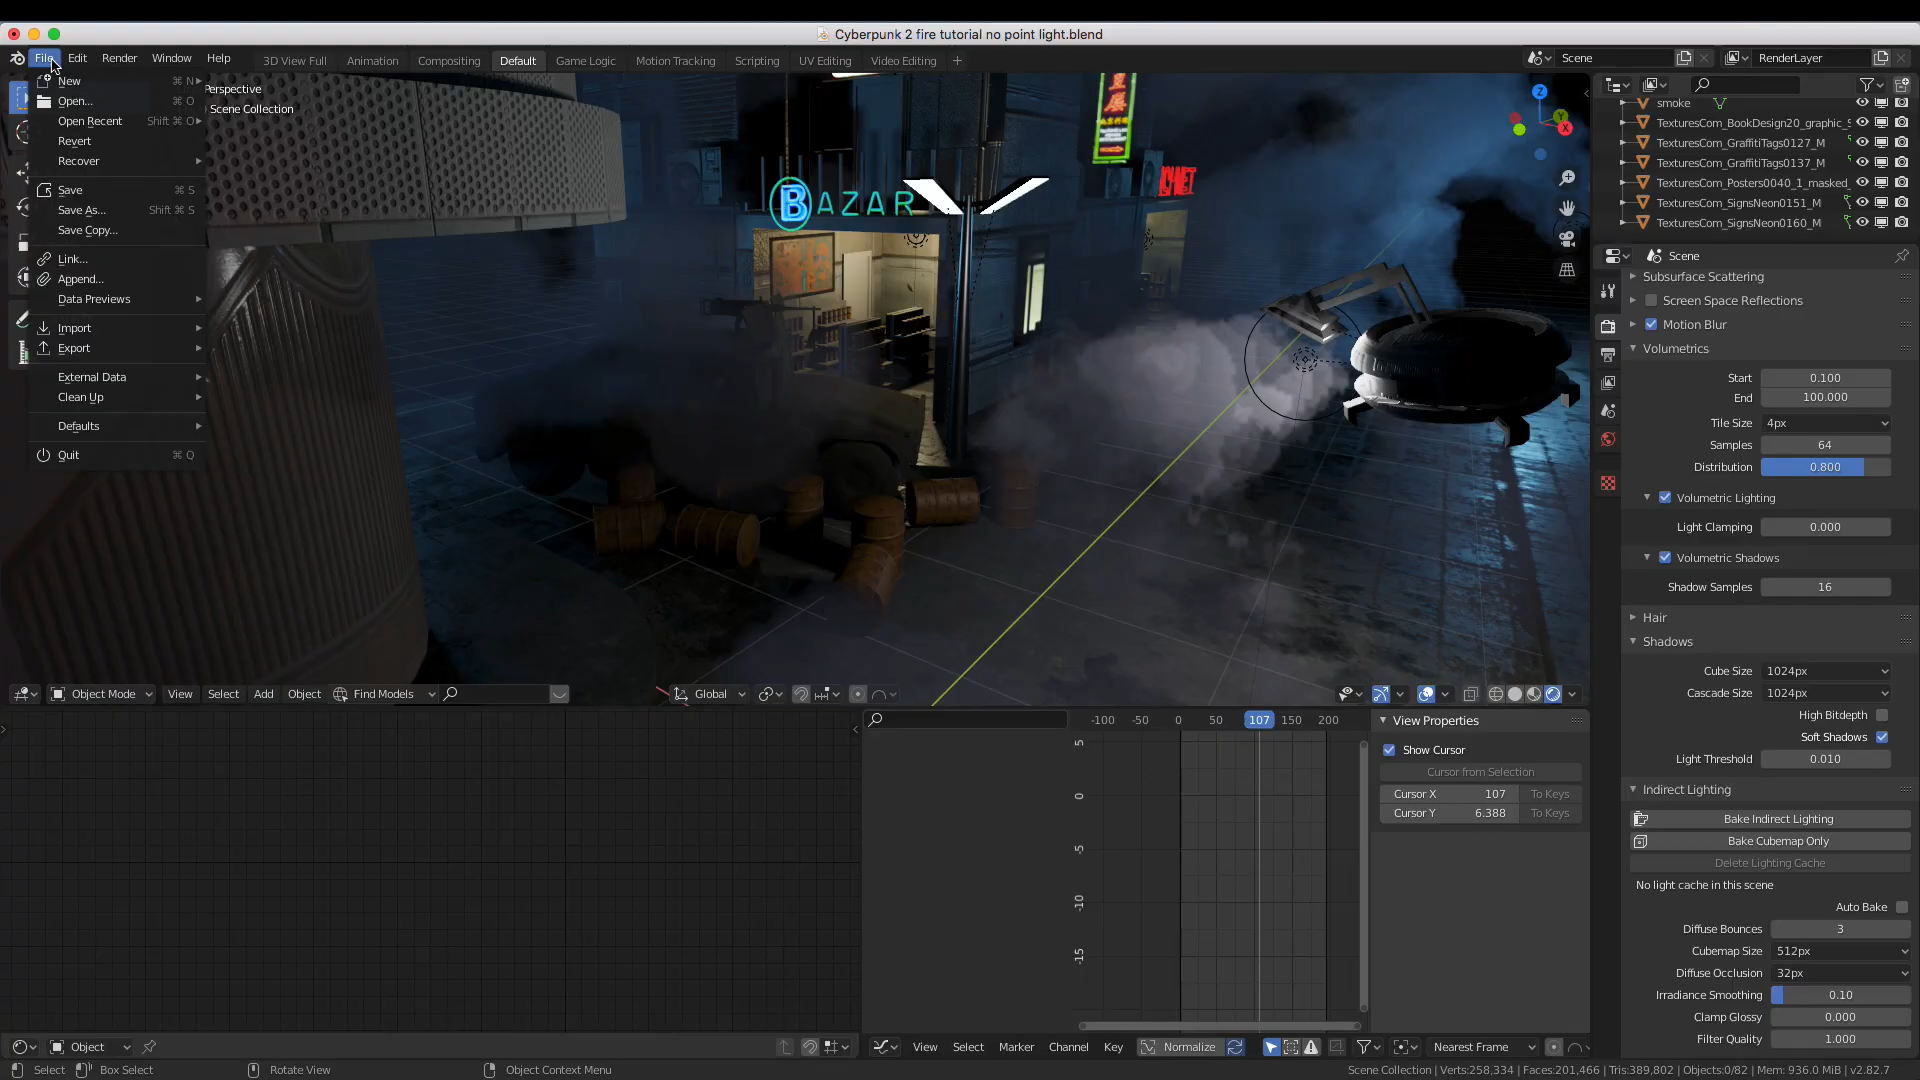 Cyberpunk 2 fire tutorial no point light.blend
File Edit Render Window Help
3D View Full Animation Compositing Default Game Logic Motion Tracking Scripting UV Editing Video Editing +
Scene
RenderLayer
New ⌘ N
Open... ⌘ O
Open Recent Shift ⌘ O
Revert
Recover
Save ⌘ S
Save As... Shift ⌘ S
Save Copy...
Link...
Append...
Data Previews
Import
Export
External Data
Clean Up
Defaults
Quit ⌘ Q
Perspective
Scene Collection
BAZAR
Z
Y
X
smoke
TexturesCom_BookDesign20_graphic_S
TexturesCom_GraffitiTags0127_M
TexturesCom_GraffitiTags0137_M
TexturesCom_Posters0040_1_masked_
TexturesCom_SignsNeon0151_M
TexturesCom_SignsNeon0160_M
Scene
Subsurface Scattering
Screen Space Reflections
Motion Blur
Volumetrics
Start 0.100
End 100.000
Tile Size 4px
Samples 64
Distribution 0.800
Volumetric Lighting
Light Clamping 0.000
Volumetric Shadows
Shadow Samples 16
Hair
Shadows
Cube Size 1024px
Cascade Size 1024px
High Bitdepth
Soft Shadows
Light Threshold 0.010
Indirect Lighting
Bake Indirect Lighting
Bake Cubemap Only
Delete Lighting Cache
No light cache in this scene
Auto Bake
Diffuse Bounces 3
Cubemap Size 512px
Diffuse Occlusion 32px
Irradiance Smoothing 0.10
Clamp Glossy 0.000
Filter Quality 1.000
Object Mode View Select Add Object Find Models
Global
-100 -50 0 50 107 150 200
5
0
-5
-10
-15
View Properties
Show Cursor
Cursor from Selection
Cursor X 107 To Keys
Cursor Y 6.388 To Keys
Object
View Select Marker Channel Key Normalize
Nearest Frame
Select Box Select Rotate View Object Context Menu
Scene Collection | Verts:258,334 | Faces:201,466 | Tris:389,802 | Objects:0/82 | Mem: 936.0 MiB | v2.82.7